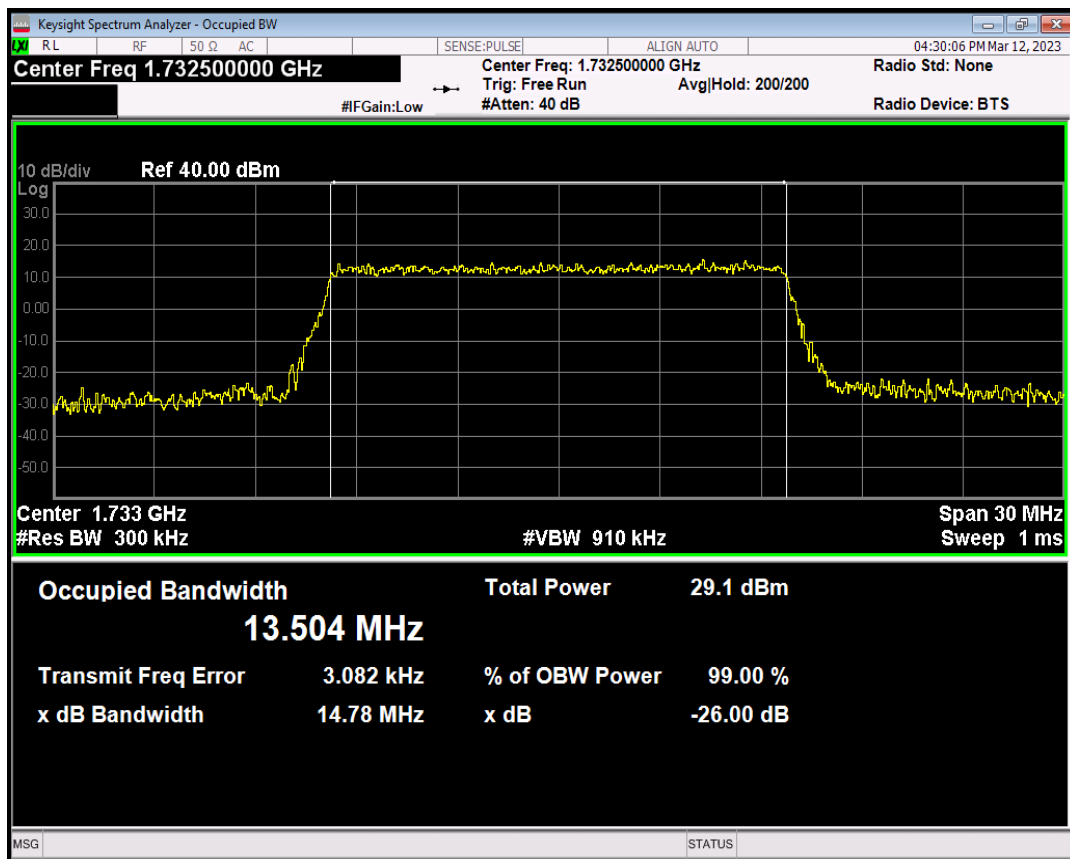 Keysight Spectrum Analyzer - Occupied BW
LXI RL RF 50 Ω AC SENSE:PULSE ALIGN AUTO 04:30:06 PM Mar 12, 2023
Center Freq 1.732500000 GHz Center Freq: 1.732500000 GHz Radio Std: None
Trig: Free Run Avg|Hold: 200/200
#IFGain:Low #Atten: 40 dB Radio Device: BTS
10 dB/div Ref 40.00 dBm
Log
30.0
20.0
10.0
0.00
-10.0
-20.0
-30.0
-40.0
-50.0
Center 1.733 GHz Span 30 MHz
#Res BW 300 kHz #VBW 910 kHz Sweep 1 ms
Occupied Bandwidth Total Power 29.1 dBm
13.504 MHz
Transmit Freq Error 3.082 kHz % of OBW Power 99.00 %
x dB Bandwidth 14.78 MHz x dB -26.00 dB
MSG STATUS